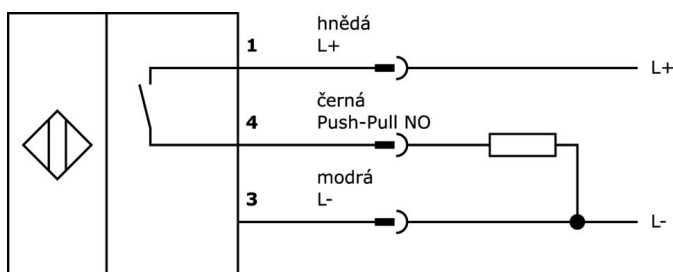 hnědá
1 L+
L+
černá
4 Push-Pull NO
modrá
3 L-
L-